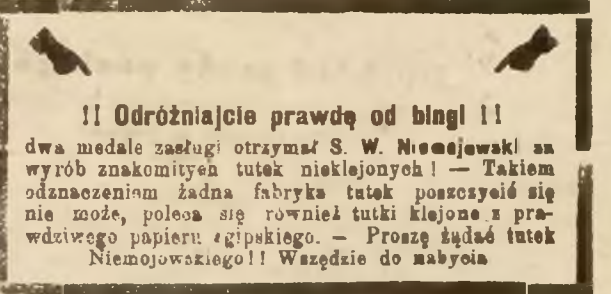 !! Odróżniajcie prawdę od blagi !!
dwa medale zasługi otrzymał S. W. Niemojewski za
wyrób znakomitych tutek nieklejonych! — Takiem
odznaczeniem żadna fabryka tutek poszczycić się
nie może, poleca się również tutki klejone z pra-
wdziwego papieru egipskiego. — Proszę żądać tutek
Niemojowskiego!! Wszędzie do nabycia